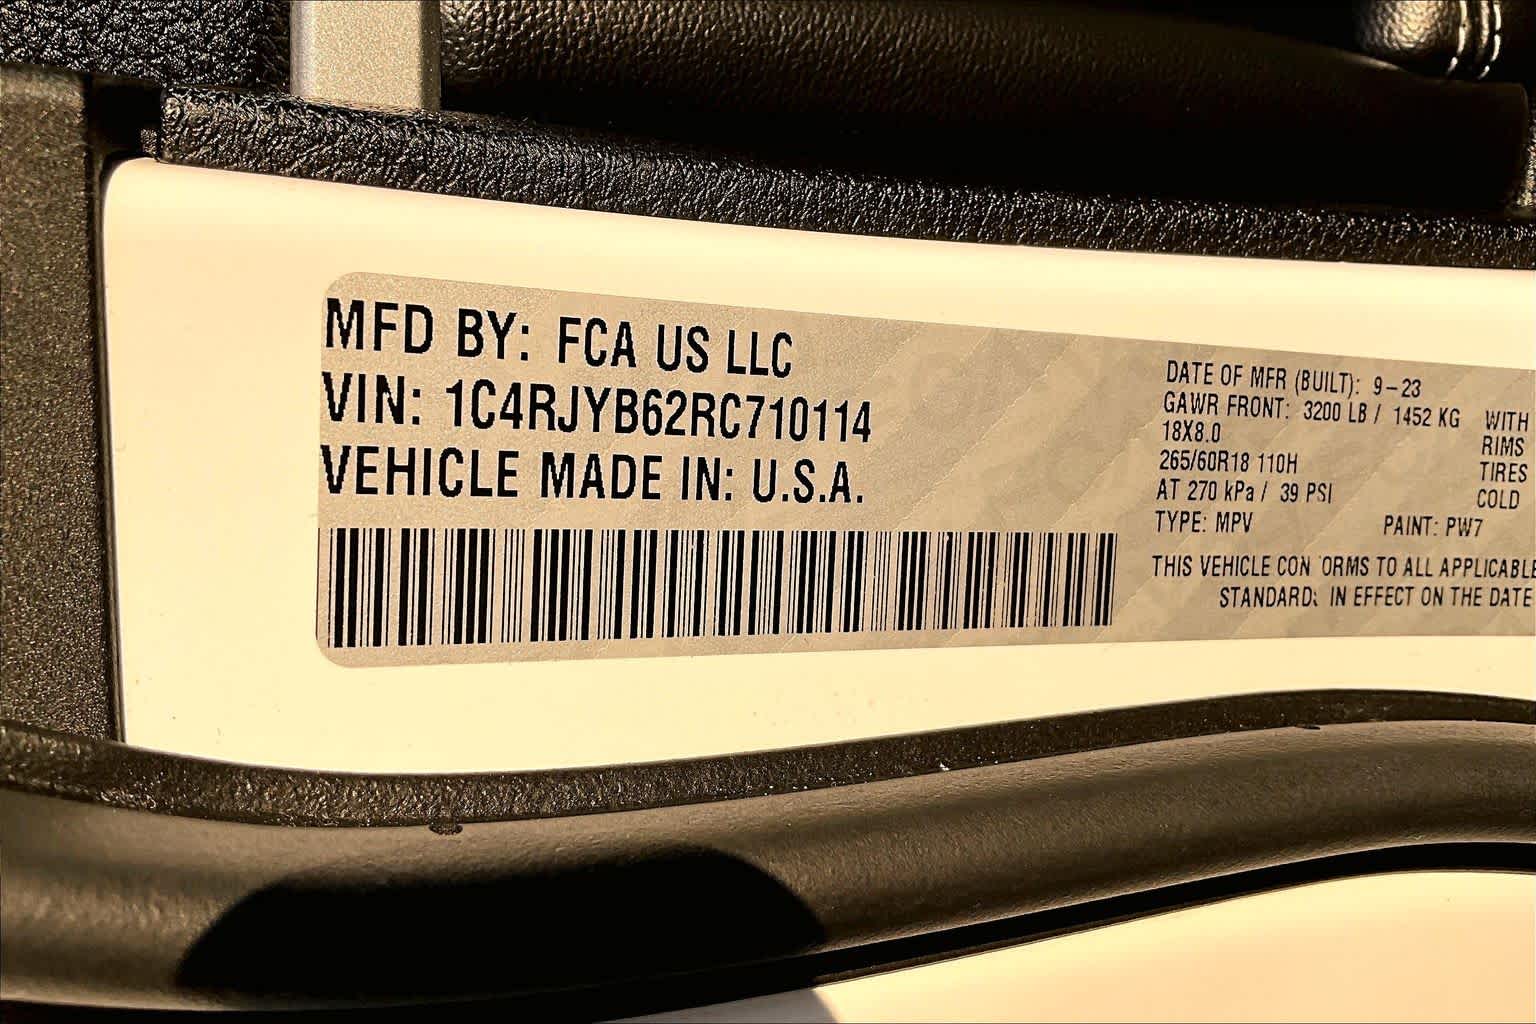 MFD BY: FCA US LLC
VIN: 1C4RJYB62RC710114
VEHICLE MADE IN: U.S.A.
DATE OF MFR (BUILT): 9-23
GAWR FRONT: 3200 LB / 1452 KG WITH
18X8.0 RIMS
265/60R18 110H TIRES
AT 270 kPa / 39 PSI COLD
TYPE: MPV PAINT: PW7
THIS VEHICLE CON ORMS TO ALL APPLICABLE
STANDARDS IN EFFECT ON THE DATE